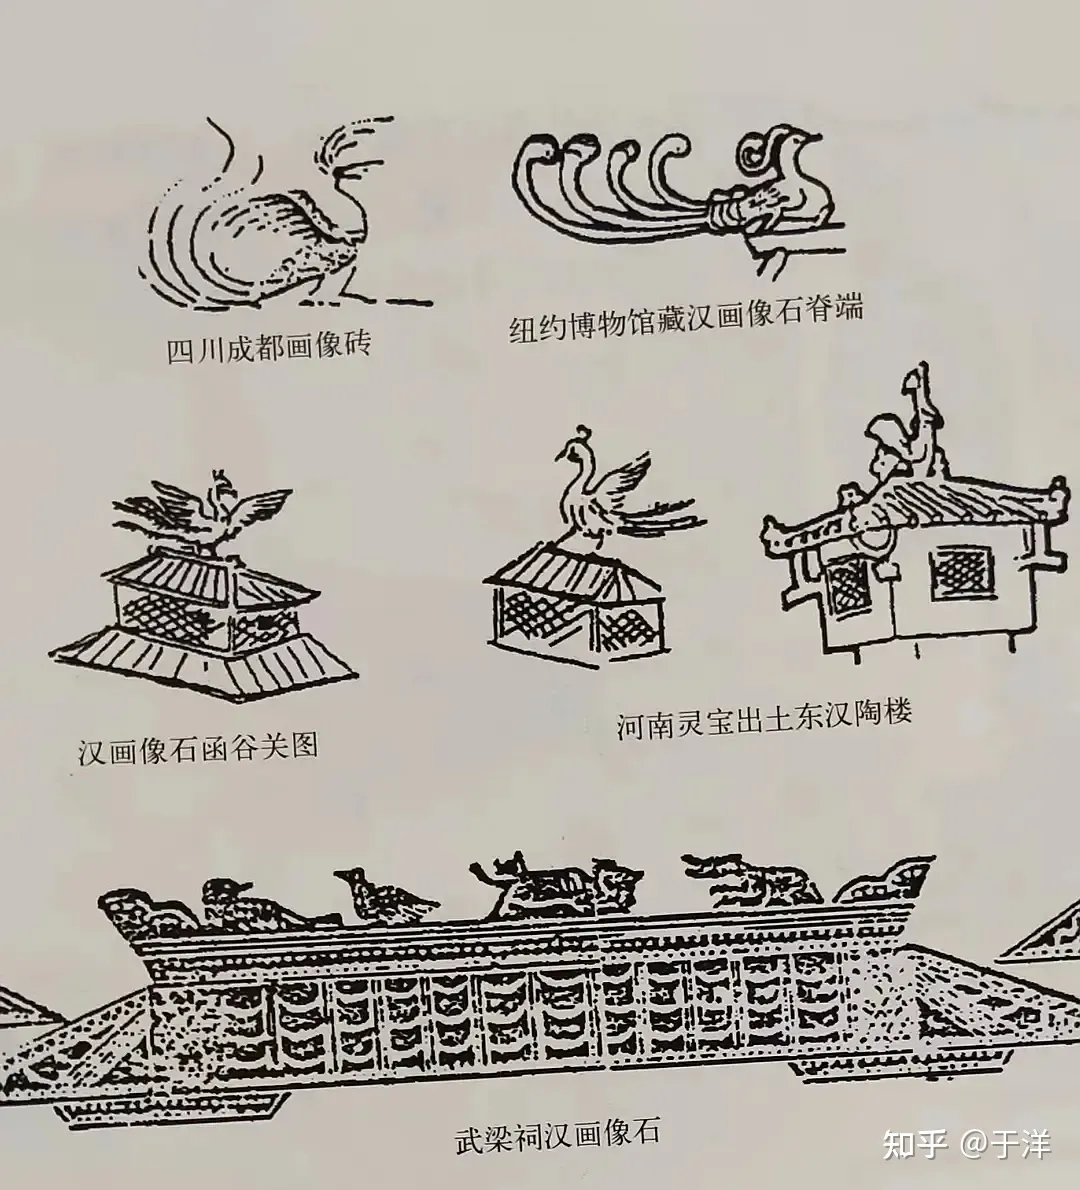 四川成都画像砖
纽约博物馆藏汉画像石脊端
汉画像石函谷关图
河南灵宝出土东汉陶楼
武梁祠汉画像石
知乎 @于洋